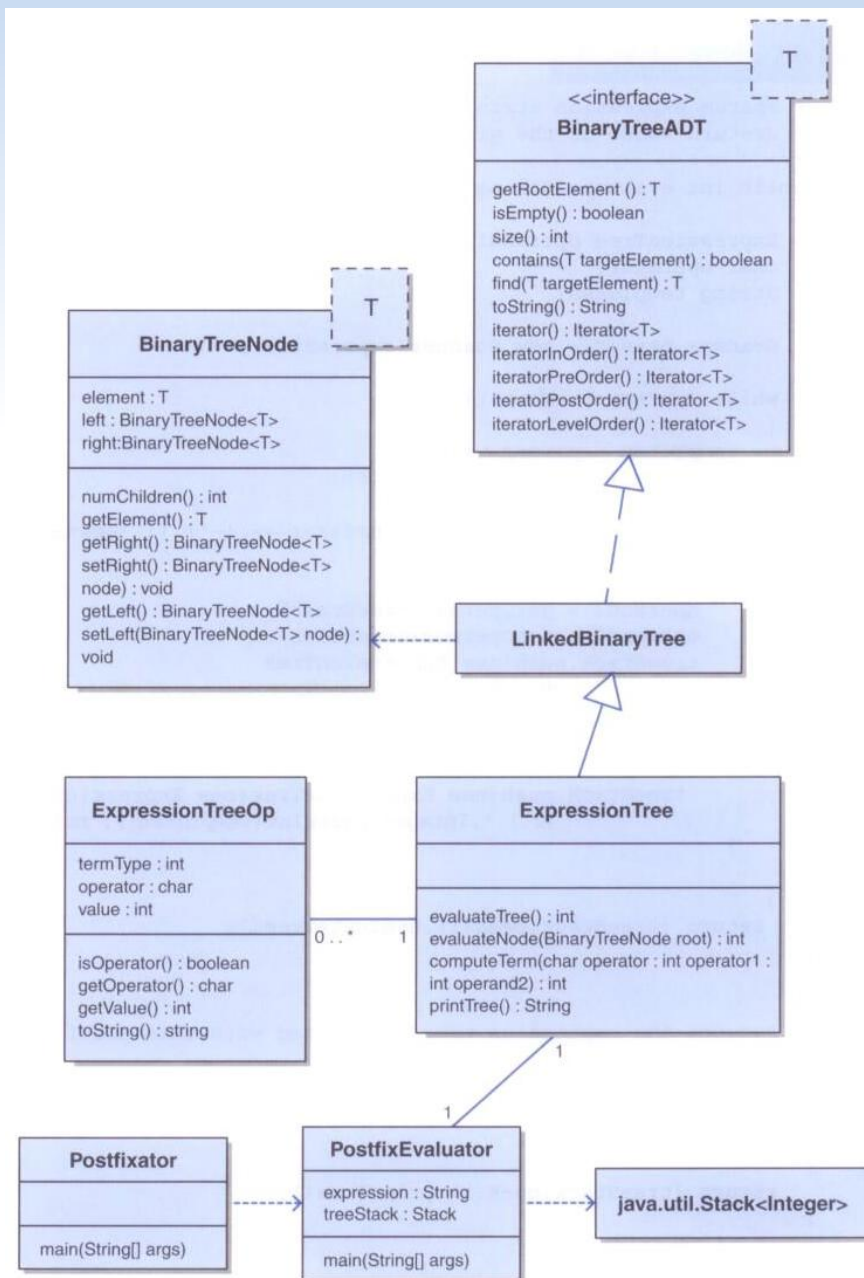 T
<<interface>>
BinaryTreeADT
getRootElement () : T
isEmpty() : boolean
size() : int
contains(T targetElement) : boolean
find(T targetElement) : T
toString() : String
iterator() : Iterator<T>
iteratorInOrder() : Iterator<T>
iteratorPreOrder() : Iterator<T>
iteratorPostOrder() : Iterator<T>
iteratorLevelOrder() : Iterator<T>
T
BinaryTreeNode
element : T
left : BinaryTreeNode<T>
right:BinaryTreeNode<T>
numChildren() : int
getElement() : T
getRight() : BinaryTreeNode<T>
setRight() : BinaryTreeNode<T>
node) : void
getLeft() : BinaryTreeNode<T>
setLeft(BinaryTreeNode<T> node) :
void
LinkedBinaryTree
ExpressionTreeOp
termType : int
operator : char
value : int
isOperator() : boolean
getOperator() : char
getValue() : int
toString() : string
0..*
1
ExpressionTree
evaluateTree() : int
evaluateNode(BinaryTreeNode root) : int
computeTerm(char operator : int operator1 :
int operand2) : int
printTree() : String
1
1
Postfixator
main(String[] args)
PostfixEvaluator
expression : String
treeStack : Stack
main(String[] args)
java.util.Stack<Integer>